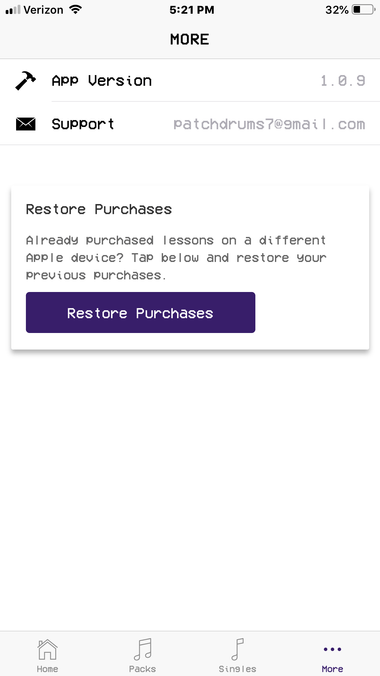 Verizon 5:21 PM 32%
MORE
App Version 1.0.9
Support patchdrums7@gmail.com
Restore Purchases
Already purchased lessons on a different
Apple device? Tap below and restore your
previous purchases.
Restore Purchases
Home Packs Singles More